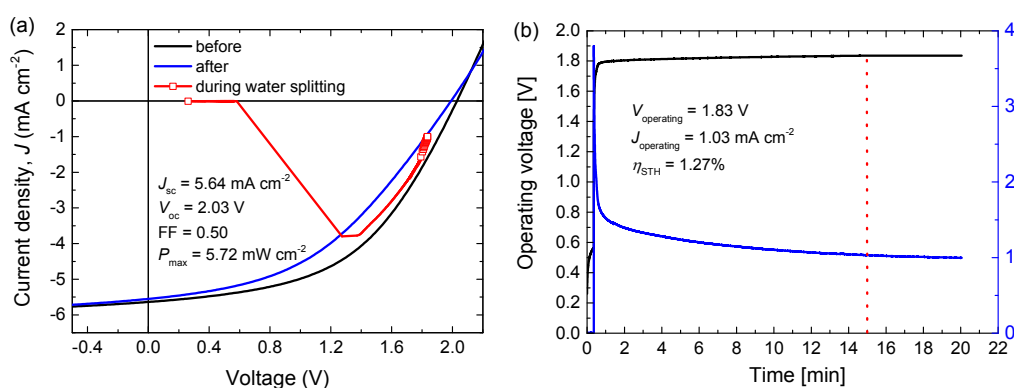 (a)
before
after
during water splitting
J_sc = 5.64 mA cm^-2
V_oc = 2.03 V
FF = 0.50
P_max = 5.72 mW cm^-2
Current density, J (mA cm^-2)
2
1
0
-1
-2
-3
-4
-5
-6
-0.4 0.0 0.4 0.8 1.2 1.6 2.0
Voltage (V)
(b)
V_operating = 1.83 V
J_operating = 1.03 mA cm^-2
η_STH = 1.27%
Operating voltage [V]
2.0
1.8
1.6
1.4
1.2
1.0
0.8
0.6
0.4
0.2
0.0
4
3
2
1
0
0 2 4 6 8 10 12 14 16 18 20 22
Time [min]